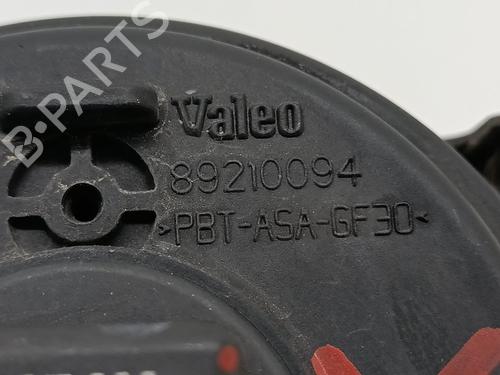 B-PARTS
Valeo
89210094
>PBT-ASA-GF30<